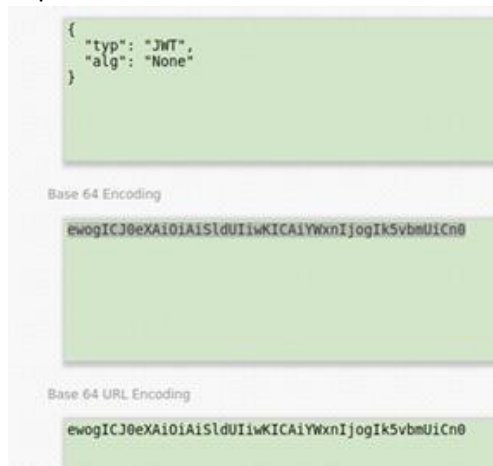 {
  "typ": "JWT",
  "alg": "None"
}
Base 64 Encoding
ewogICJ0eXAiOiAiSldUIiwKICAiYWxnIjogIk5vbmUiCn0
Base 64 URL Encoding
ewogICJ0eXAiOiAiSldUIiwKICAiYWxnIjogIk5vbmUiCn0